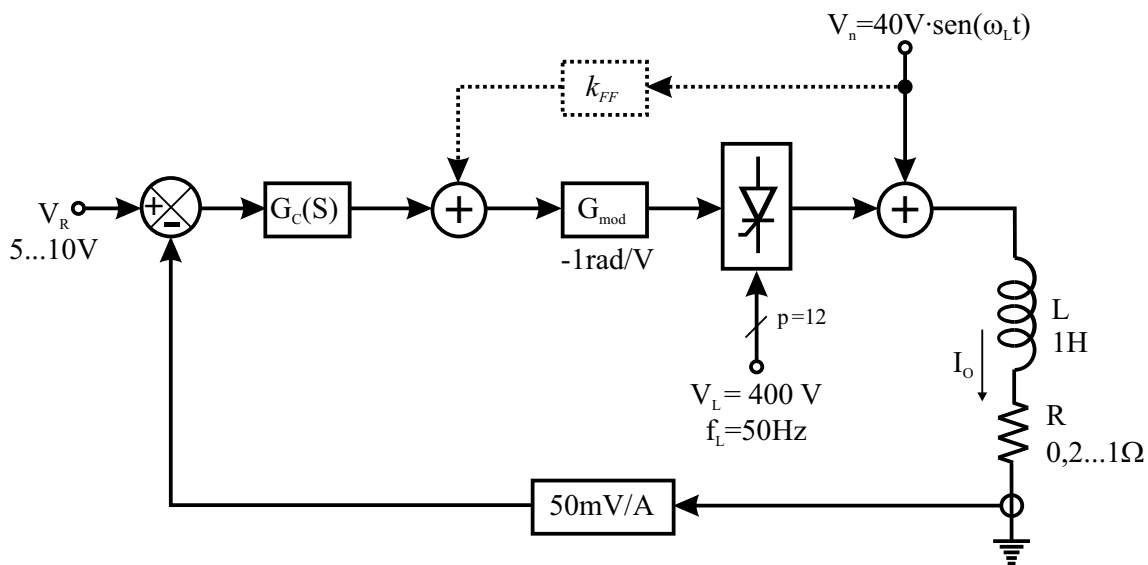 Vn=40V·sen(ωLt)
kFF
+
-
VR
5...10V
GC(S)
+
Gmod
-1rad/V
+
p=12
VL= 400 V
fL=50Hz
L
1H
IO
R
0,2...1Ω
50mV/A